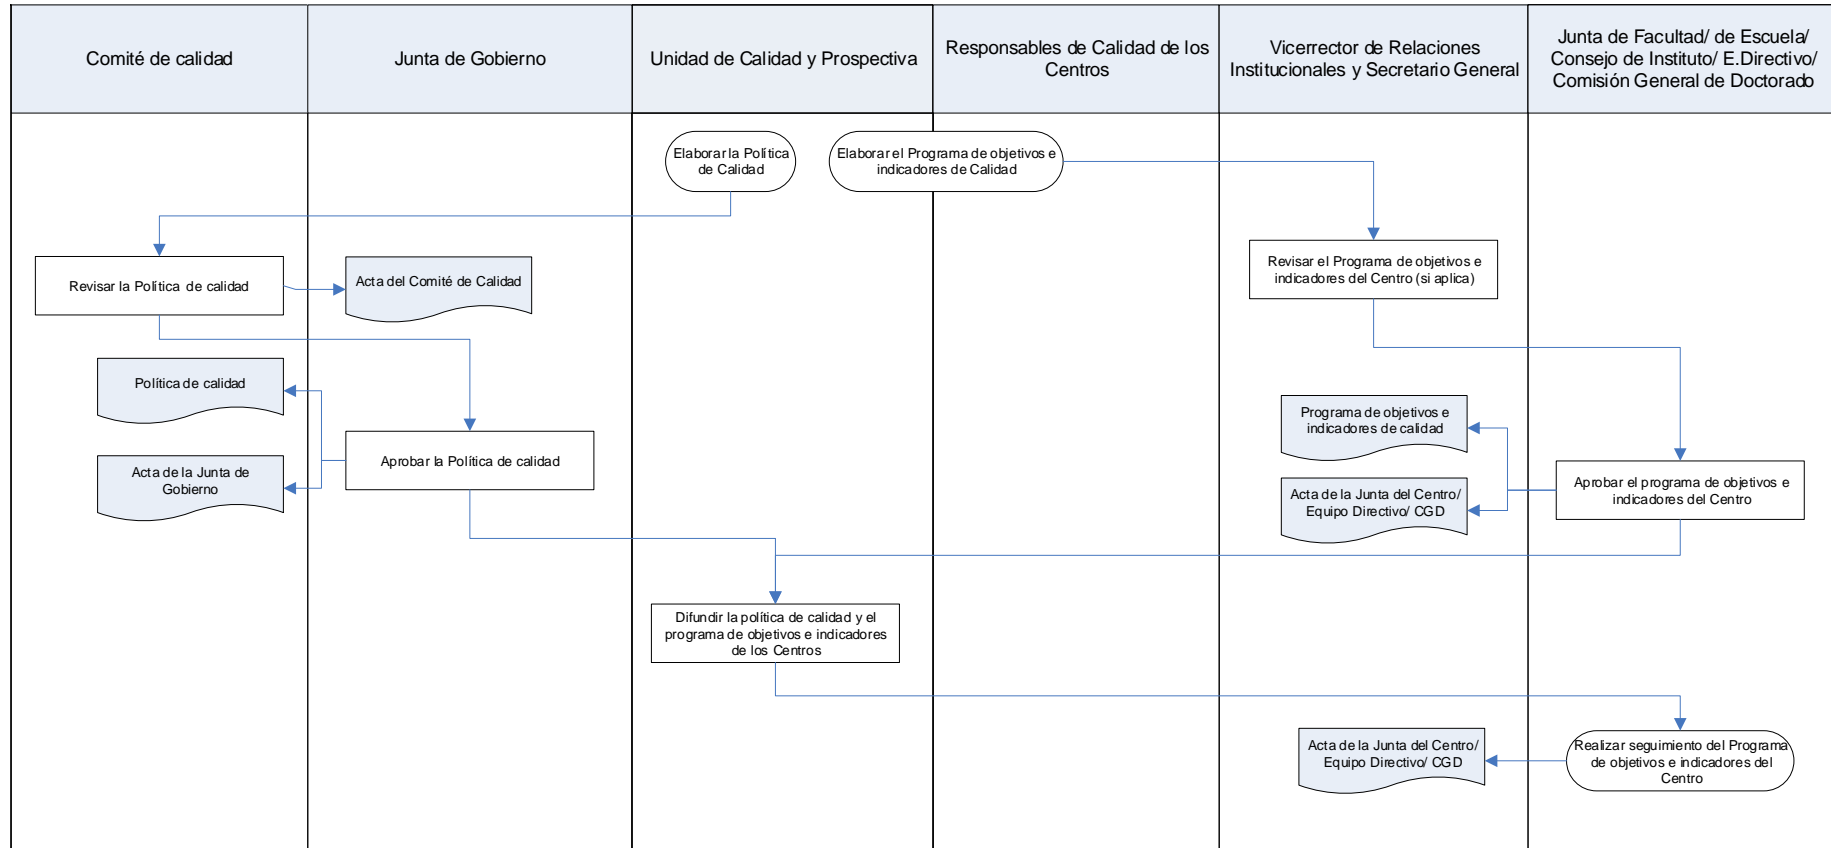 Comité de calidad
Junta de Gobierno
Unidad de Calidad y Prospectiva
Responsables de Calidad de los
Centros
Vicerrector de Relaciones
Institucionales y Secretario General
Junta de Facultad/ de Escuela/
Consejo de Instituto/ E.Directivo/
Comisión General de Doctorado
Elaborar la Política
de Calidad
Elaborar el Programa de objetivos e
indicadores de Calidad
Revisar la Política de calidad
Acta del Comité de Calidad
Revisar el Programa de objetivos e
indicadores del Centro (si aplica)
Política de calidad
Acta de la Junta de
Gobierno
Aprobar la Política de calidad
Programa de objetivos e
indicadores de calidad
Acta de la Junta del Centro/
Equipo Directivo/ CGD
Aprobar el programa de objetivos e
indicadores del Centro
Difundir la política de calidad y el
programa de objetivos e indicadores
de los Centros
Acta de la Junta del Centro/
Equipo Directivo/ CGD
Realizar seguimiento del Programa
de objetivos e indicadores del
Centro